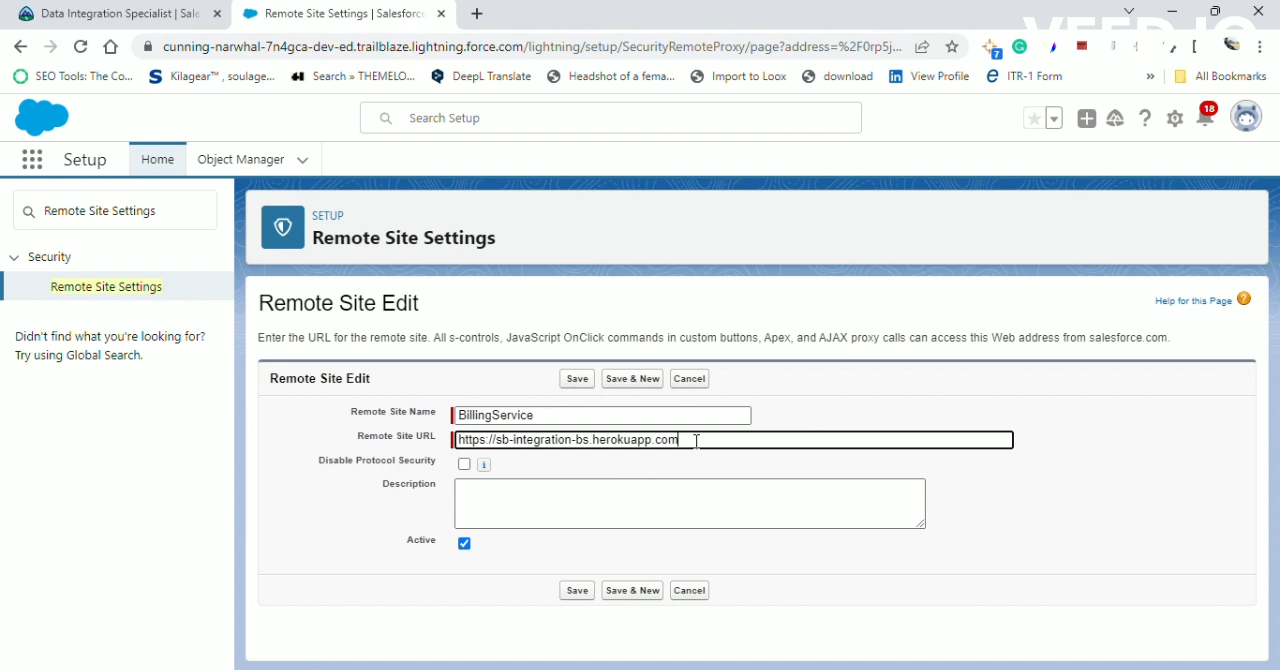 Data Integration Specialist | Sale
Remote Site Settings | Salesforce
cunning-narwhal-7n4gca-dev-ed.trailblaze.lightning.force.com/lightning/setup/SecurityRemoteProxy/page?address=%2F0rp5j...
7
SEO Tools: The Co...
Kilagear™ , soulage...
Search » THEMELO...
DeepL Translate
Headshot of a fema...
Import to Loox
download
View Profile
ITR-1 Form
»
All Bookmarks
Search Setup
18
Setup
Home
Object Manager
Remote Site Settings
Security
Remote Site Settings
Didn't find what you're looking for?
Try using Global Search.
SETUP
Remote Site Settings
Remote Site Edit
Help for this Page
Enter the URL for the remote site. All s-controls, JavaScript OnClick commands in custom buttons, Apex, and AJAX proxy calls can access this Web address from salesforce.com.
Remote Site Edit
Save
Save & New
Cancel
Remote Site Name
BillingService
Remote Site URL
https://sb-integration-bs.herokuapp.com
Disable Protocol Security
i
Description
Active
Save
Save & New
Cancel